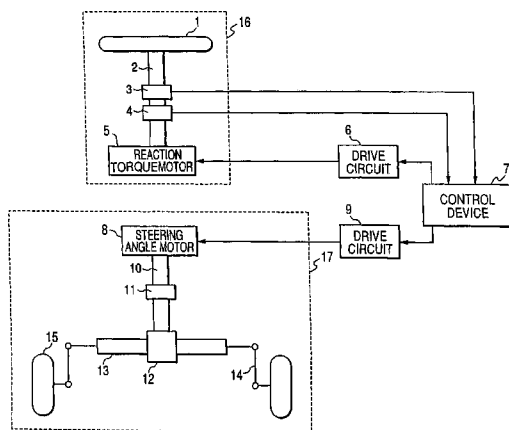 1
16
2
3
4
5
REACTION
TORQUEMOTOR
6
DRIVE
CIRCUIT
7
CONTROL
DEVICE
8
STEERING
ANGLE MOTOR
9
DRIVE
CIRCUIT
17
10
11
15
13
12
14